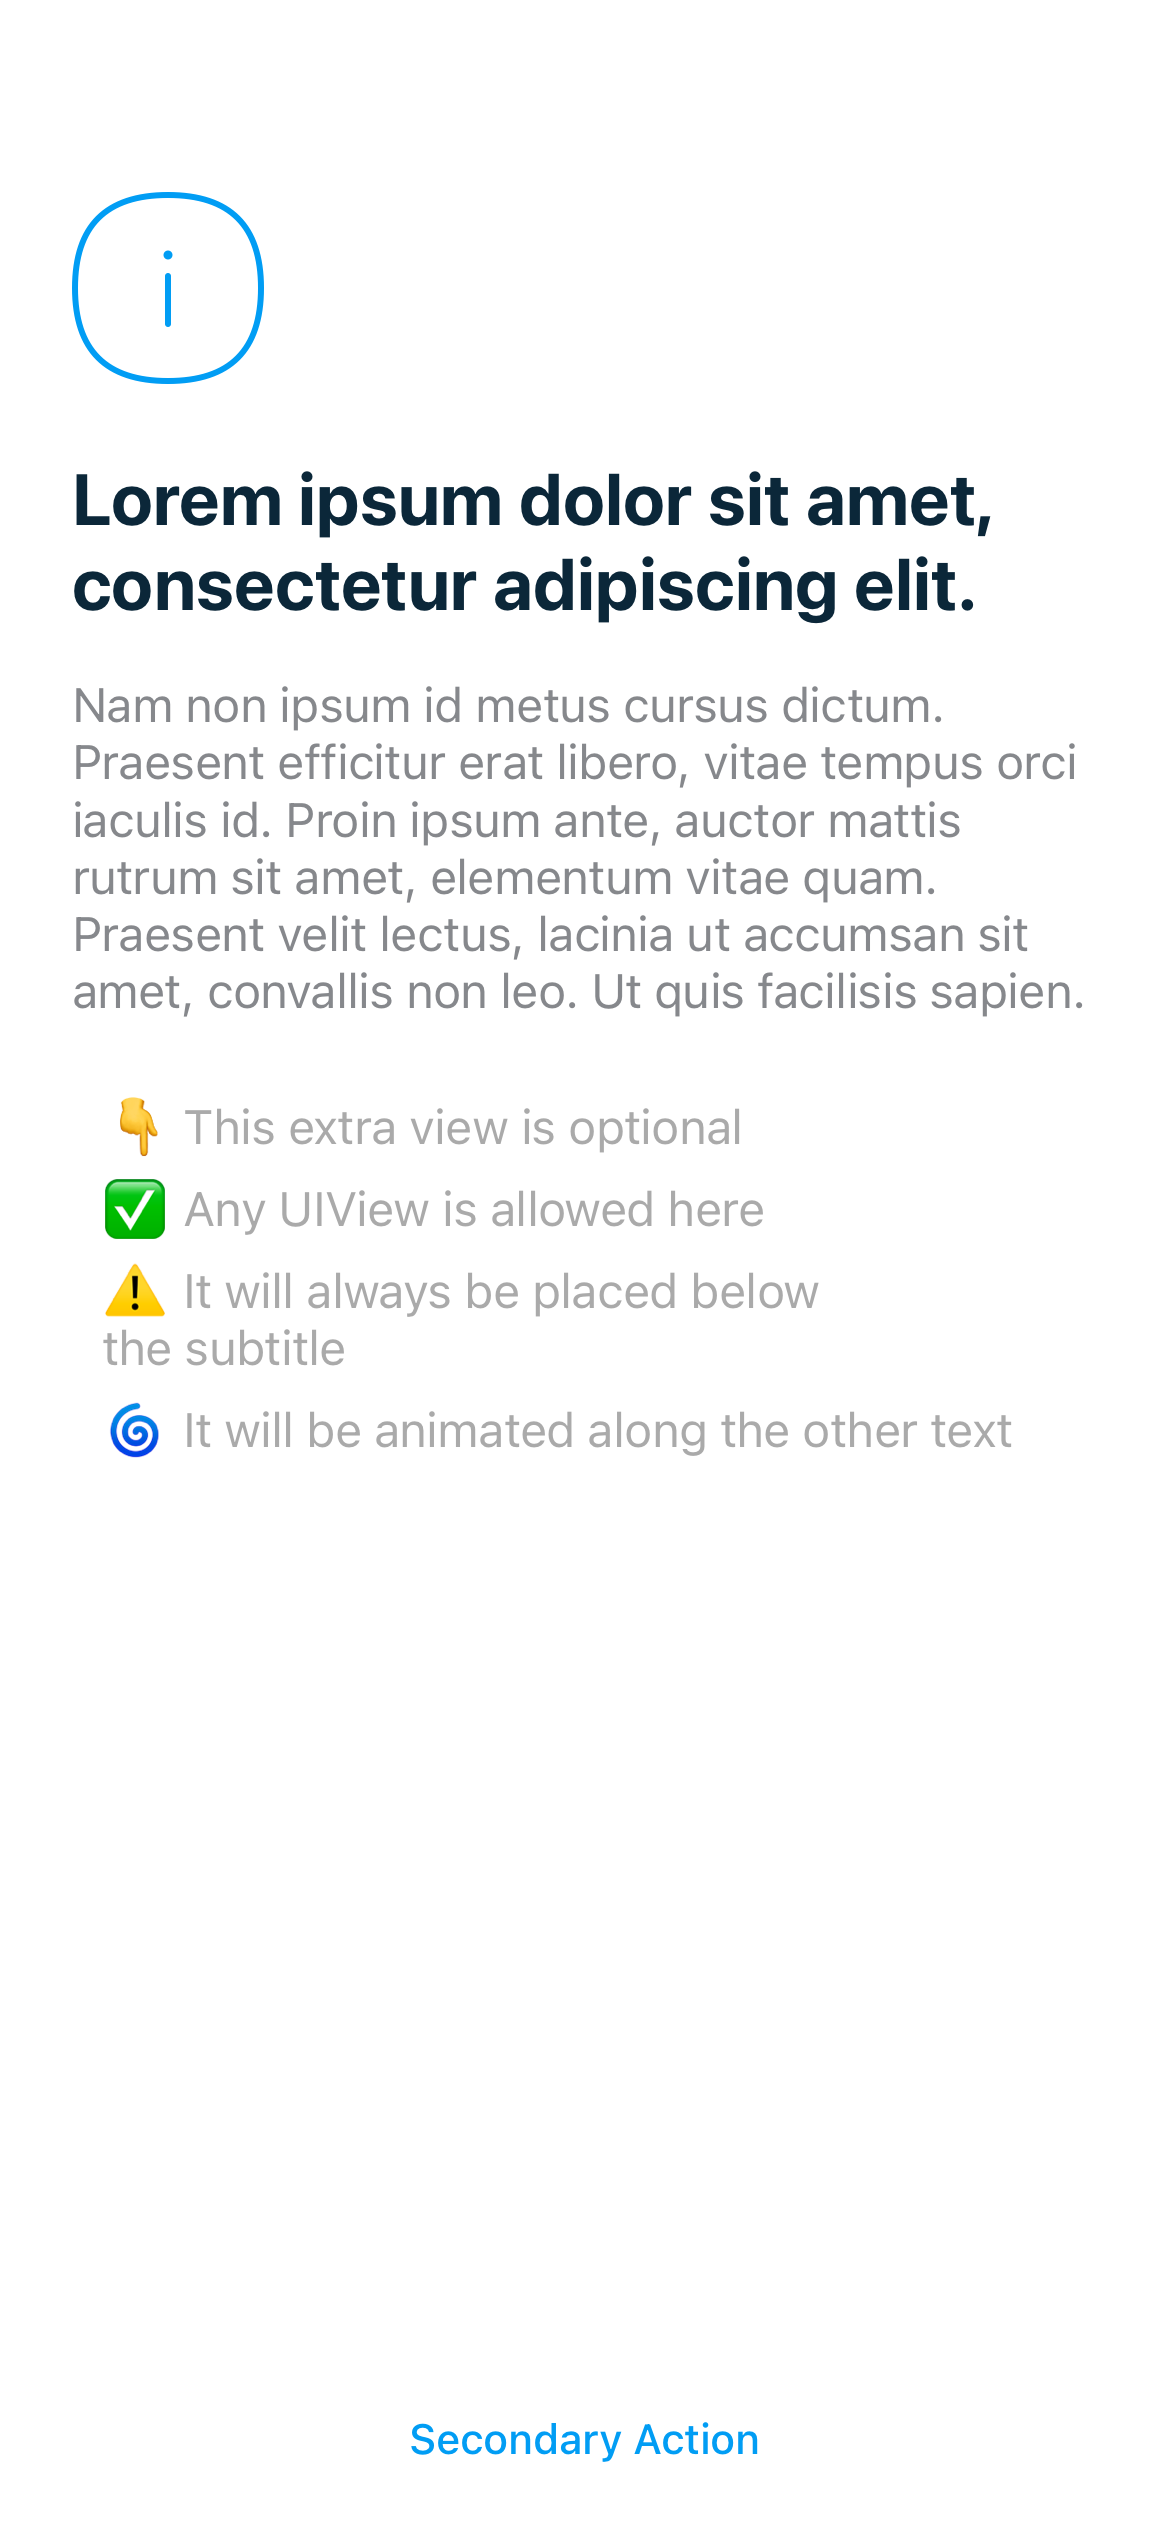 Lorem ipsum dolor sit amet,
consectetur adipiscing elit.
Nam non ipsum id metus cursus dictum.
Praesent efficitur erat libero, vitae tempus orci
iaculis id. Proin ipsum ante, auctor mattis
rutrum sit amet, elementum vitae quam.
Praesent velit lectus, lacinia ut accumsan sit
amet, convallis non leo. Ut quis facilisis sapien.
👇 This extra view is optional
✅ Any UIView is allowed here
⚠️ It will always be placed below
the subtitle
🌀 It will be animated along the other text
Secondary Action